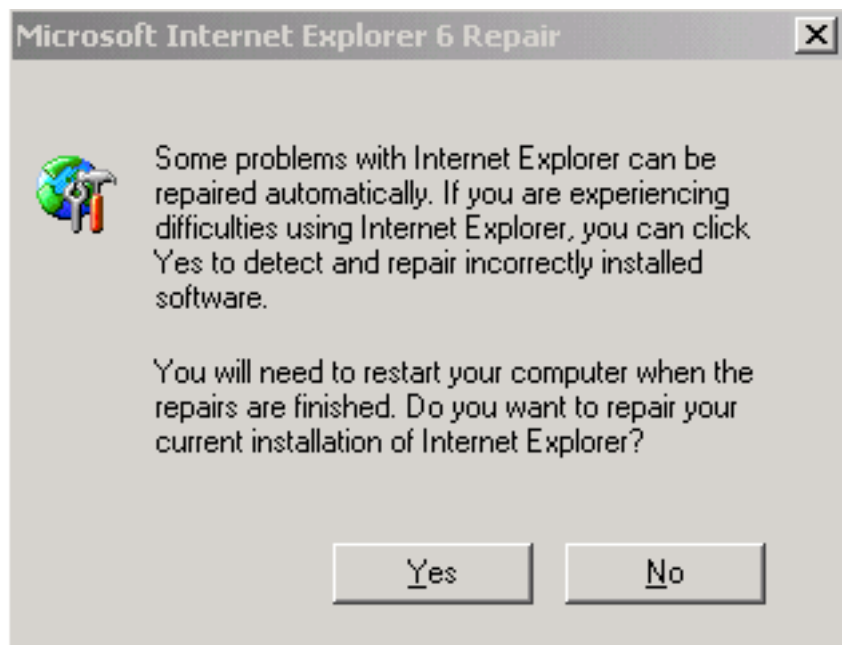 Microsoft Internet Explorer 6 Repair
Some problems with Internet Explorer can be
repaired automatically. If you are experiencing
difficulties using Internet Explorer, you can click
Yes to detect and repair incorrectly installed
software.
You will need to restart your computer when the
repairs are finished. Do you want to repair your
current installation of Internet Explorer?
Yes
No